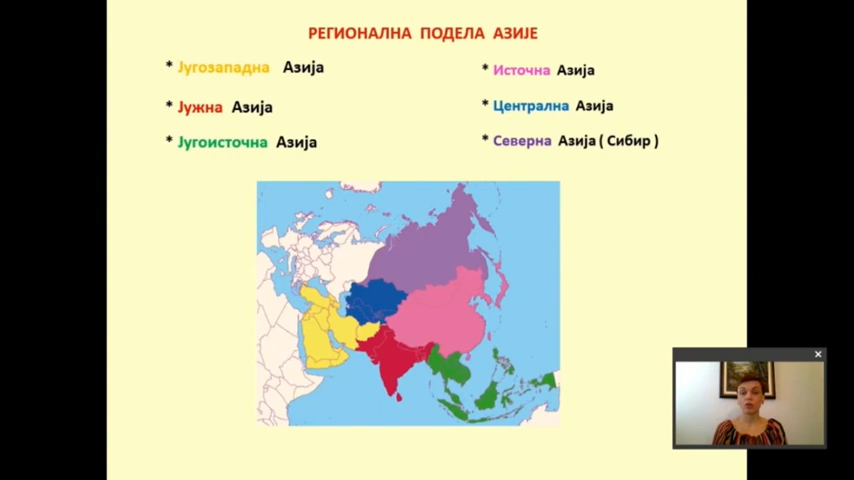 РЕГИОНАЛНА ПОДЕЛА АЗИЈЕ
* Југозападна Азија
* Јужна Азија
* Југоисточна Азија
* Источна Азија
* Централна Азија
* Северна Азија ( Сибир )